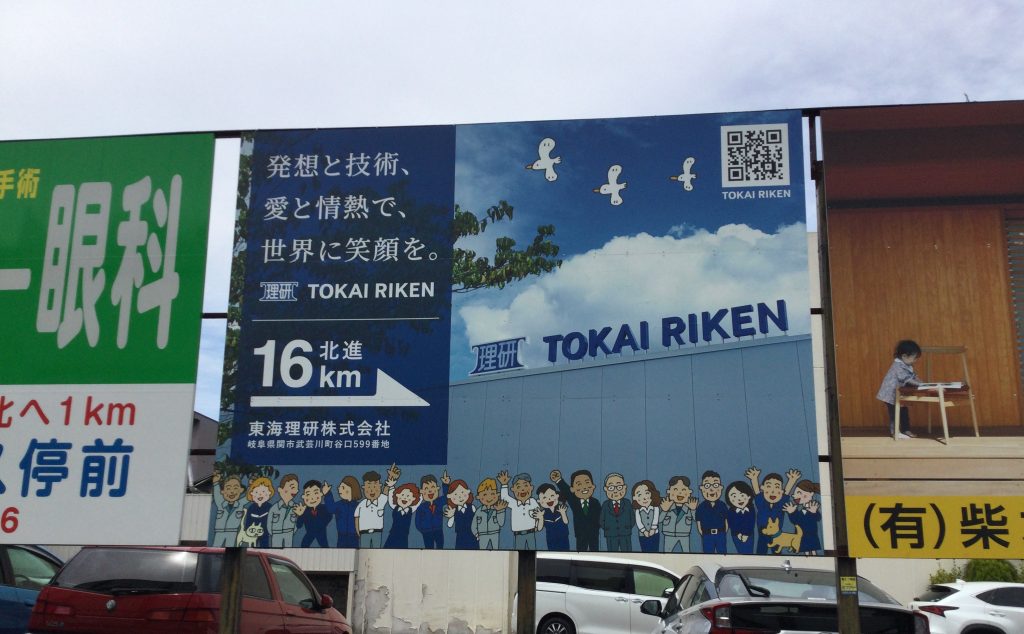 手術
眼科
北へ1km
停前
6
発想と技術、
愛と情熱で、
世界に笑顔を。
理研 TOKAI RIKEN
16 北進
km
東海理研株式会社
岐阜県関市武芸川町谷口599番地
TOKAI RIKEN
理研 TOKAI RIKEN
(有)柴